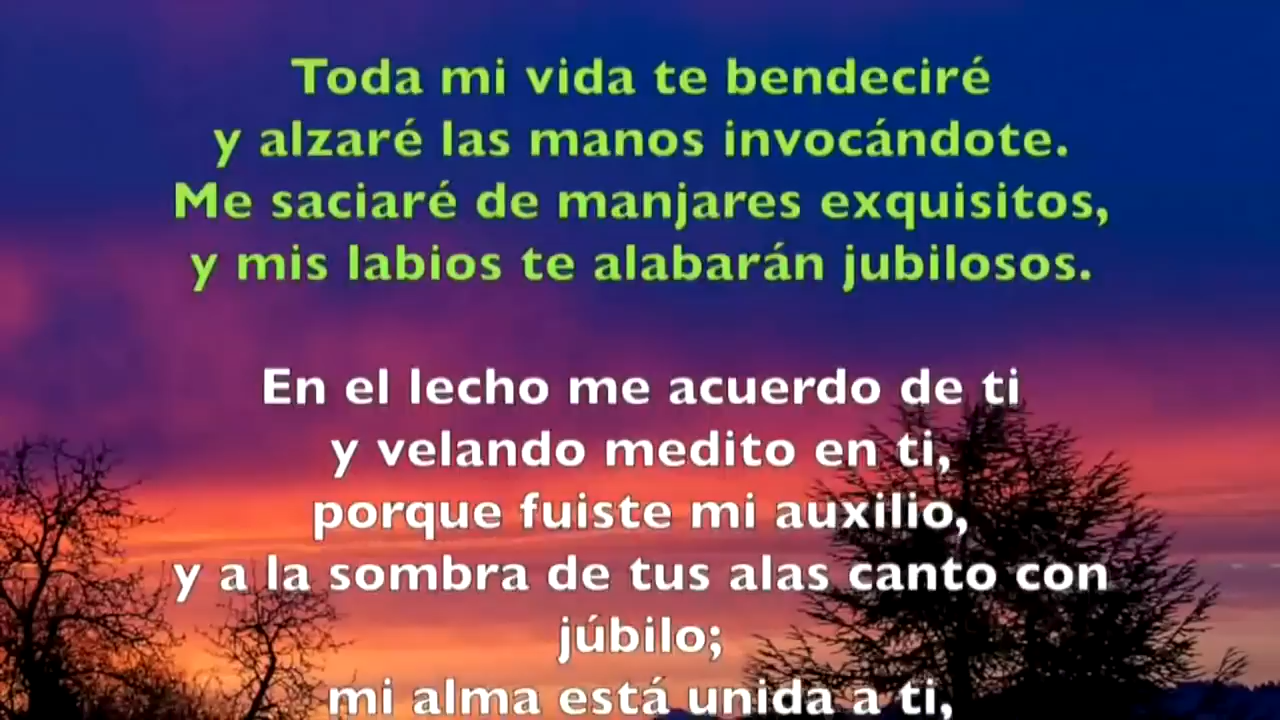 Toda mi vida te bendeciré
y alzaré las manos invocándote.
Me saciaré de manjares exquisitos,
y mis labios te alabarán jubilosos.
En el lecho me acuerdo de ti
y velando medito en ti,
porque fuiste mi auxilio,
y a la sombra de tus alas canto con
júbilo;
mi alma está unida a ti,